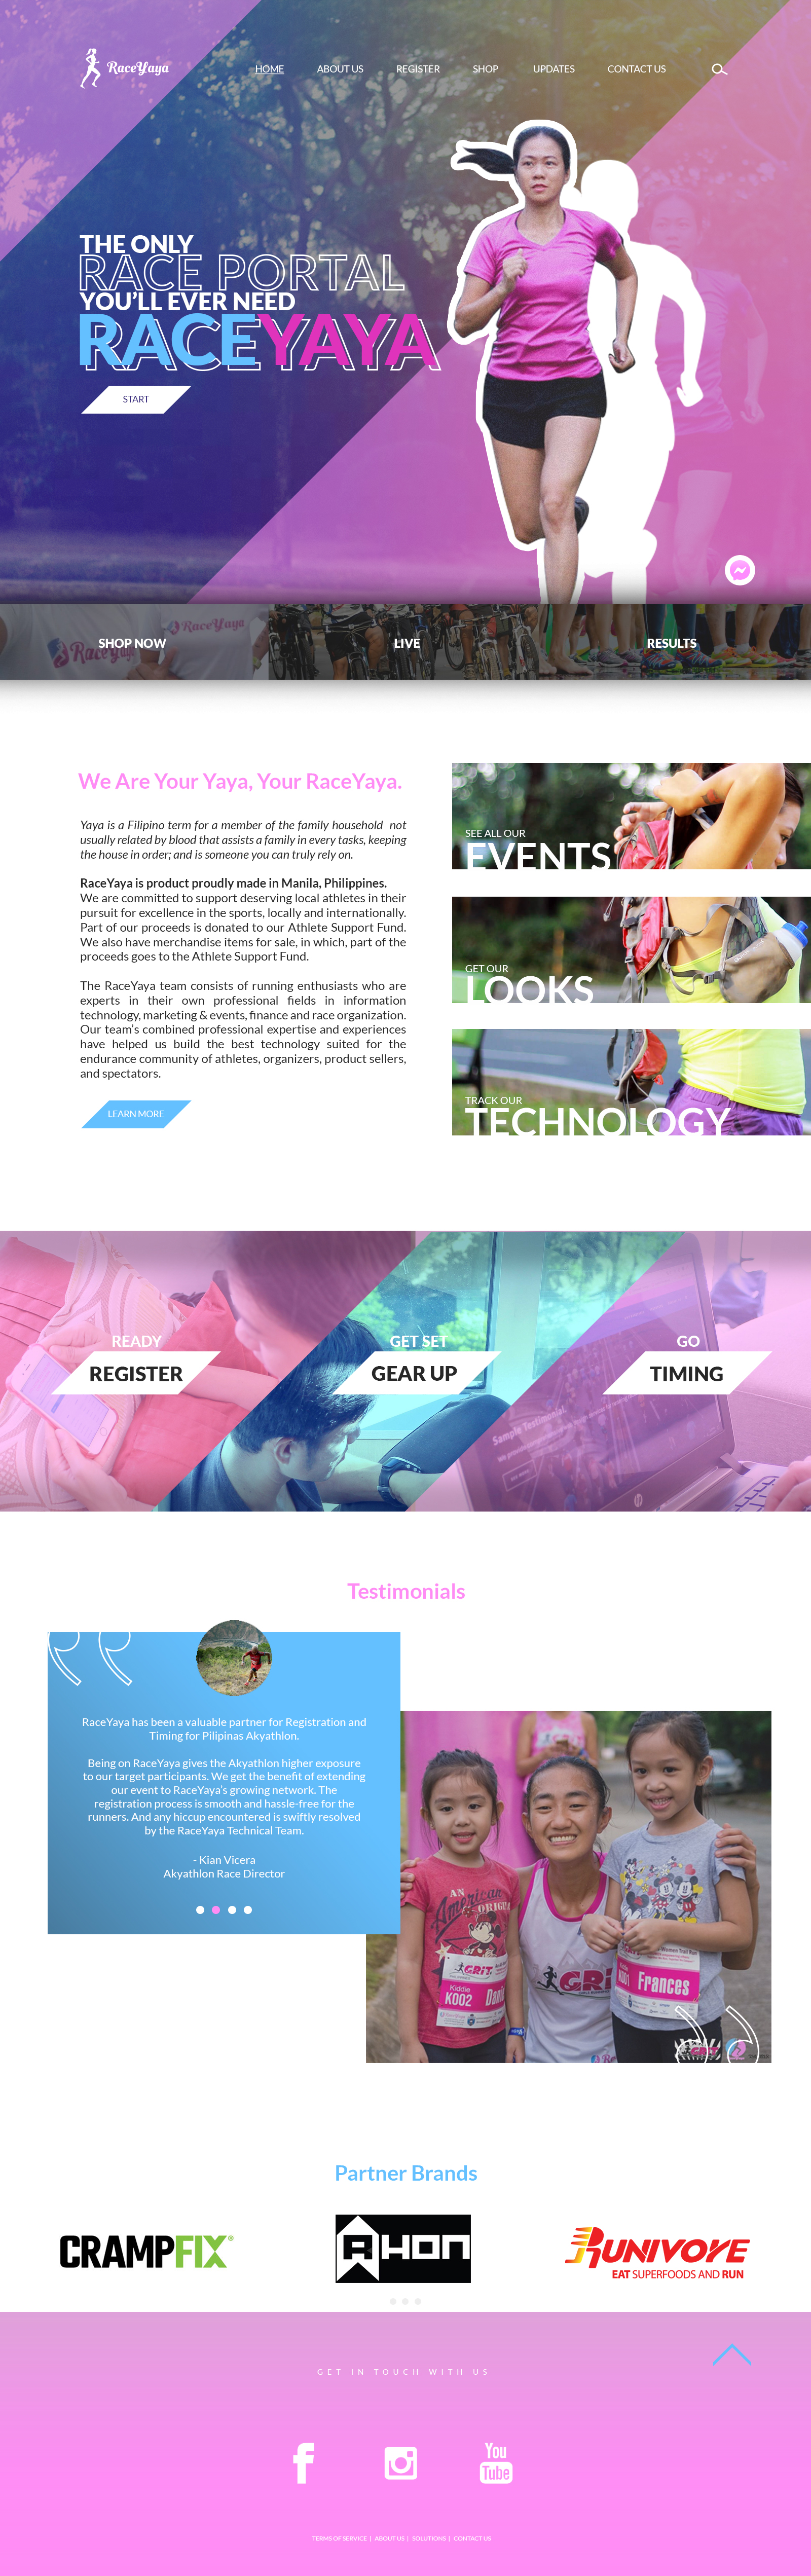 RaceYaya
HOME
ABOUT US
REGISTER
SHOP
UPDATES
CONTACT US
THE ONLY
RACE PORTAL
YOU'LL EVER NEED
RACEYAYA
START
RaceYaya
RaceYaya
SHOP NOW
LIVE
RESULTS
We Are Your Yaya, Your RaceYaya.
Yaya is a Filipino term for a member of the family household not
usually related by blood that assists a family in every tasks, keeping
the house in order; and is someone you can truly rely on.
RaceYaya is product proudly made in Manila, Philippines.
We are committed to support deserving local athletes in their
pursuit for excellence in the sports, locally and internationally.
Part of our proceeds is donated to our Athlete Support Fund.
We also have merchandise items for sale, in which, part of the
proceeds goes to the Athlete Support Fund.
The RaceYaya team consists of running enthusiasts who are
experts in their own professional fields in information
technology, marketing & events, finance and race organization.
Our team's combined professional expertise and experiences
have helped us build the best technology suited for the
endurance community of athletes, organizers, product sellers,
and spectators.
LEARN MORE
SEE ALL OUR
EVENTS
GET OUR
LOOKS
TRACK OUR
TECHNOLOGY
READY
REGISTER
GET SET
GEAR UP
GO
TIMING
Sample Testimonial.
Testimonials
RaceYaya has been a valuable partner for Registration and
Timing for Pilipinas Akyathlon.
Being on RaceYaya gives the Akyathlon higher exposure
to our target participants. We get the benefit of extending
our event to RaceYaya's growing network. The
registration process is smooth and hassle-free for the
runners. And any hiccup encountered is swiftly resolved
by the RaceYaya Technical Team.
- Kian Vicera
Akyathlon Race Director
AN
American
ORIGINAL
GRIT
Kiddie
K002
GRiT
K001 Frances
GRIT
Partner Brands
CRAMPFIX®
AHON
RUNIVORE
EAT SUPERFOODS AND RUN
GET IN TOUCH WITH US
f
You
Tube
TERMS OF SERVICE | ABOUT US | SOLUTIONS | CONTACT US